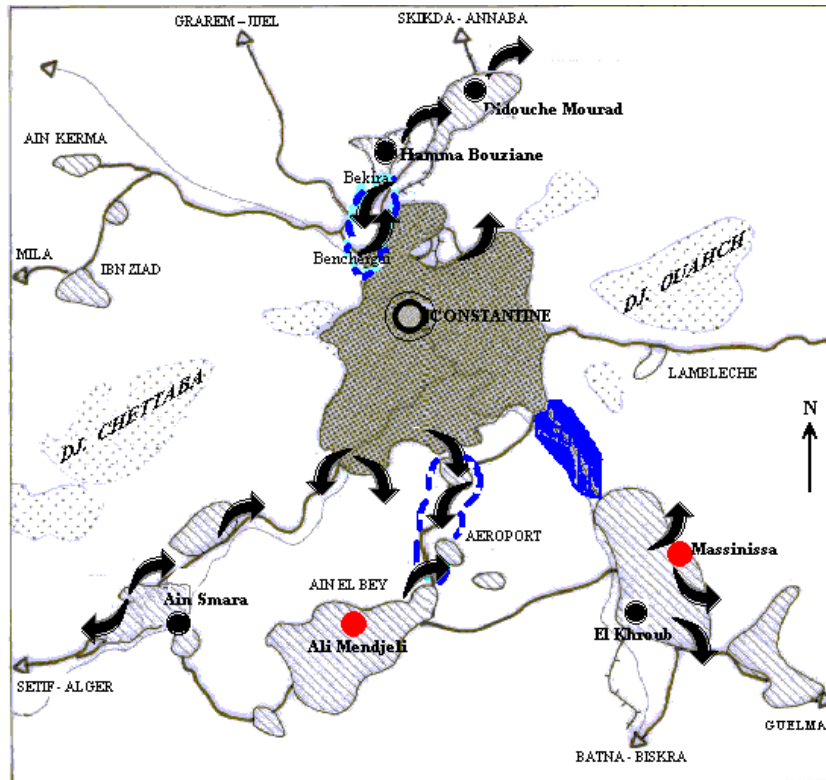 GRAREM – JIJEL
SKIKDA - ANNABA
Didouche Mourad
AIN KERMA
Hamma Bouziane
Bekira
MILA
IBN ZIAD
Benchergui
DJ. OUAHCH
CONSTANTINE
LAMBLECHE
DJ. CHETTABA
N
AEROPORT
Massinissa
AIN EL BEY
Ain Smara
Ali Mendjeli
El Khroub
SETIF - ALGER
GUELMA
BATNA - BISKRA